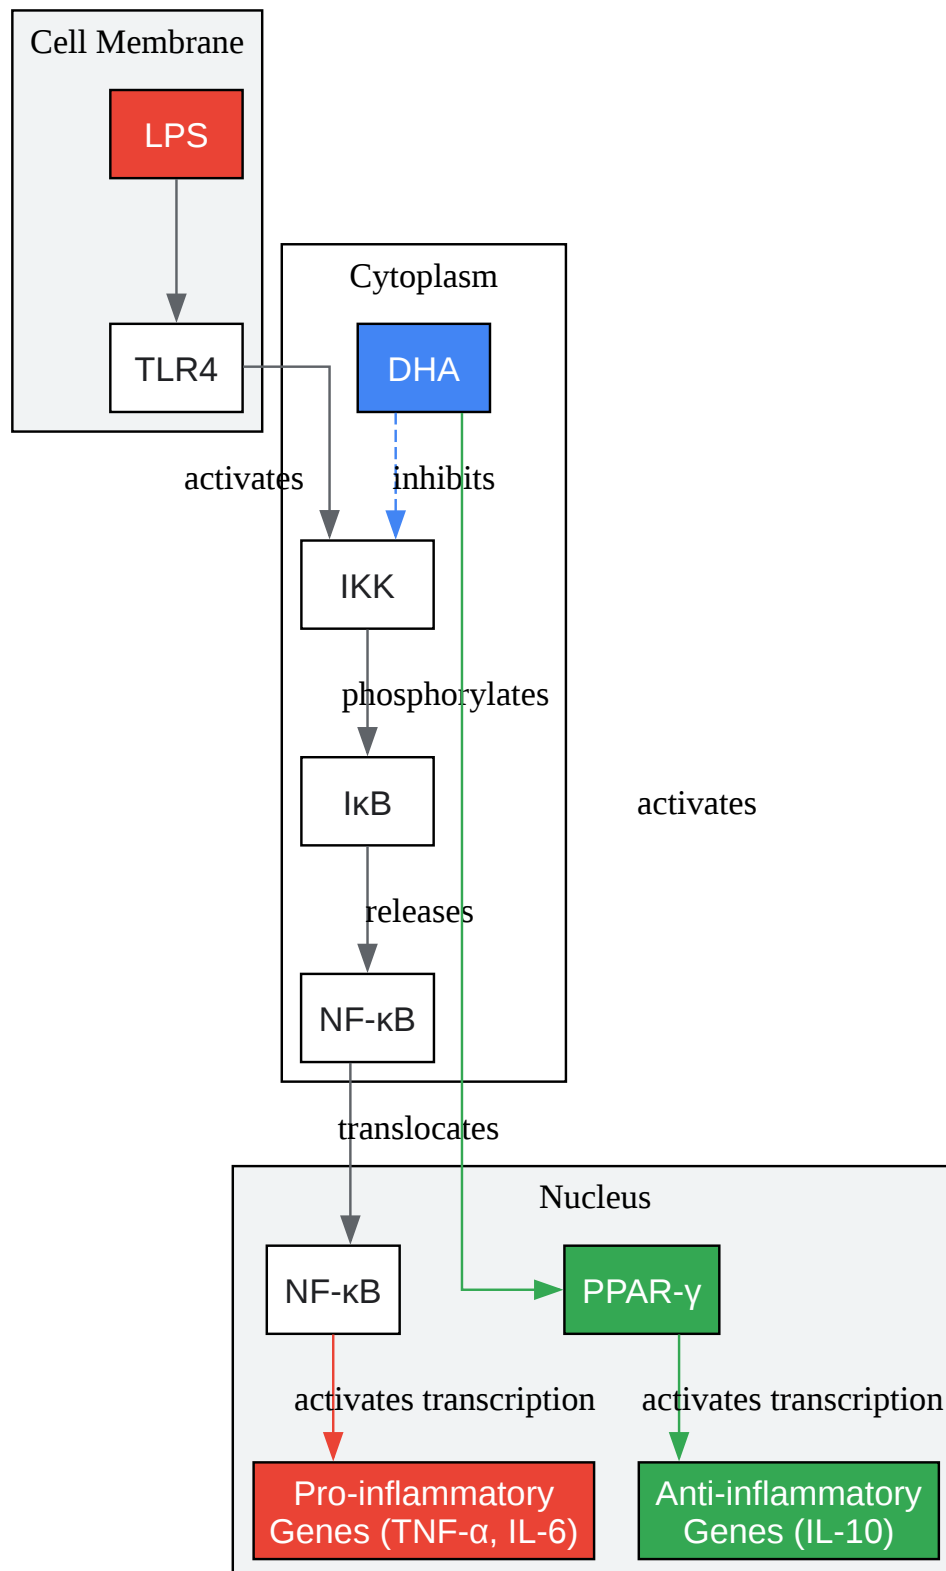 Cell Membrane
LPS
TLR4
Cytoplasm
DHA
activates
inhibits
IKK
phosphorylates
IκB
activates
releases
NF-κB
translocates
Nucleus
NF-κB
PPAR-γ
activates transcription
activates transcription
Pro-inflammatory
Genes (TNF-α, IL-6)
Anti-inflammatory
Genes (IL-10)